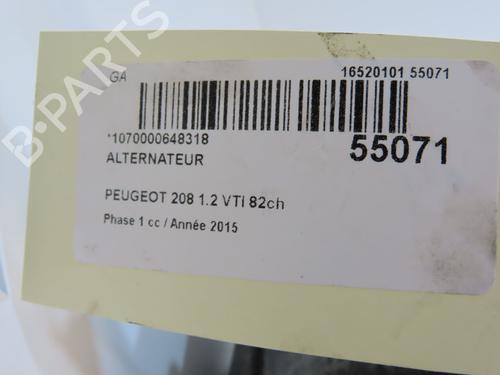 GA 16520101 55071
*1070000648318 55071
ALTERNATEUR
PEUGEOT 208 1.2 VTi 82ch
Phase 1 cc / Année 2015
B-PARTS